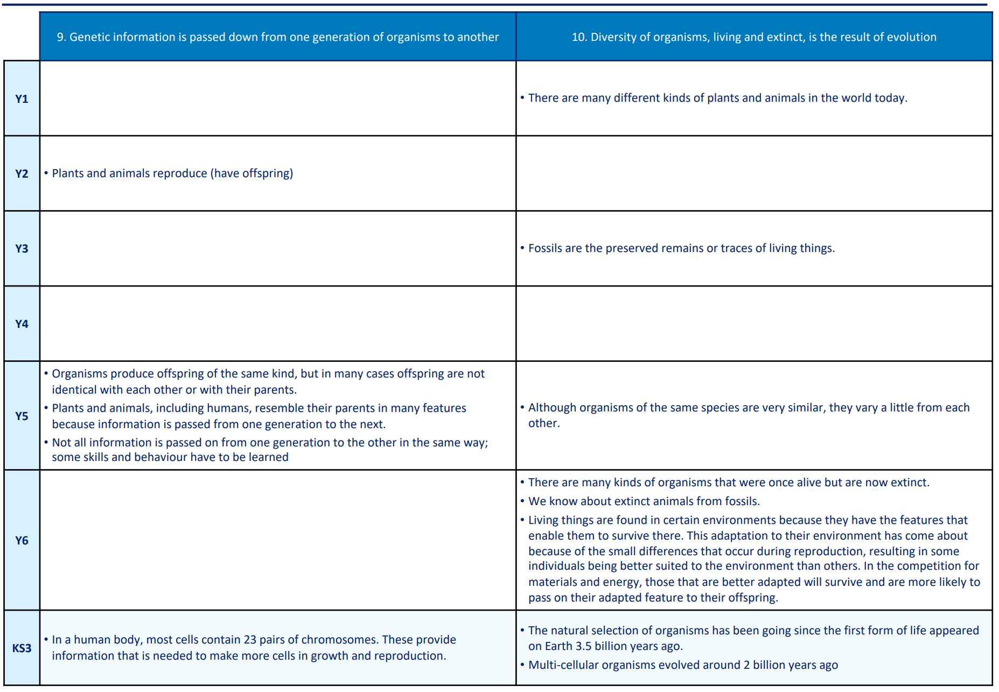 9. Genetic information is passed down from one generation of organisms to another
10. Diversity of organisms, living and extinct, is the result of evolution
Y1
• There are many different kinds of plants and animals in the world today.
Y2
• Plants and animals reproduce (have offspring)
Y3
• Fossils are the preserved remains or traces of living things.
Y4
Y5
• Organisms produce offspring of the same kind, but in many cases offspring are not
identical with each other or with their parents.
• Plants and animals, including humans, resemble their parents in many features
because information is passed from one generation to the next.
• Not all information is passed on from one generation to the other in the same way;
some skills and behaviour have to be learned
• Although organisms of the same species are very similar, they vary a little from each
other.
Y6
• There are many kinds of organisms that were once alive but are now extinct.
• We know about extinct animals from fossils.
• Living things are found in certain environments because they have the features that
enable them to survive there. This adaptation to their environment has come about
because of the small differences that occur during reproduction, resulting in some
individuals being better suited to the environment than others. In the competition for
materials and energy, those that are better adapted will survive and are more likely to
pass on their adapted feature to their offspring.
KS3
• In a human body, most cells contain 23 pairs of chromosomes. These provide
information that is needed to make more cells in growth and reproduction.
• The natural selection of organisms has been going since the first form of life appeared
on Earth 3.5 billion years ago.
• Multi-cellular organisms evolved around 2 billion years ago